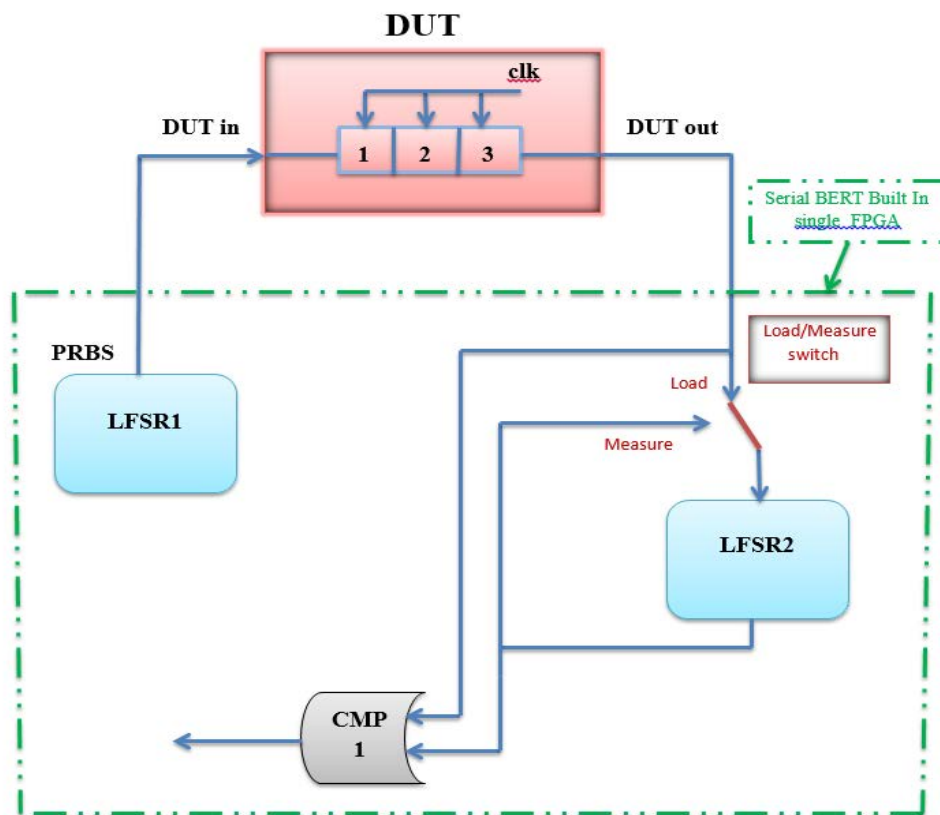 DUT
clk
DUT in
1 2 3
DUT out
Serial BERT Built In
single FPGA
Load/Measure
switch
PRBS
LFSR1
Load
Measure
LFSR2
CMP
1